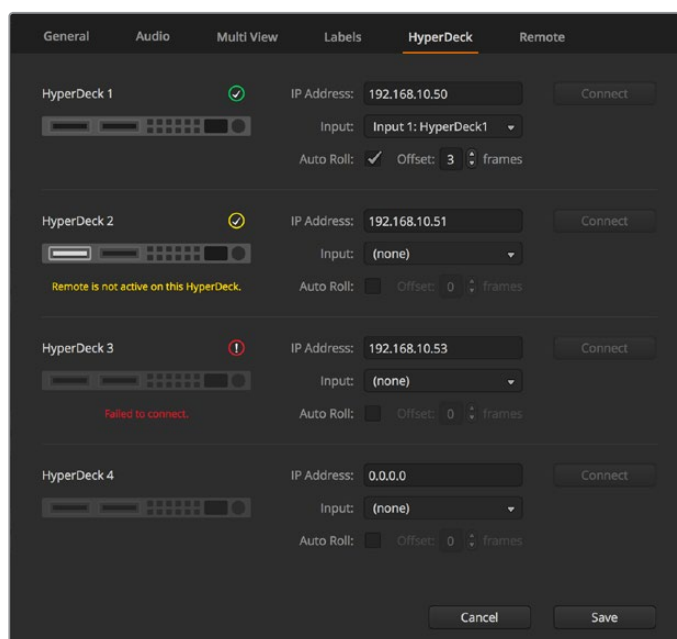 General Audio Multi View Labels HyperDeck Remote
HyperDeck 1 IP Address: 192.168.10.50 Connect
Input: Input 1: HyperDeck1
Auto Roll: Offset: 3 frames
HyperDeck 2 IP Address: 192.168.10.51 Connect
Input: (none)
Remote is not active on this HyperDeck. Auto Roll: Offset: 0 frames
HyperDeck 3 IP Address: 192.168.10.53 Connect
Input: (none)
Failed to connect. Auto Roll: Offset: 0 frames
HyperDeck 4 IP Address: 0.0.0.0 Connect
Input: (none)
Auto Roll: Offset: 0 frames
Cancel Save